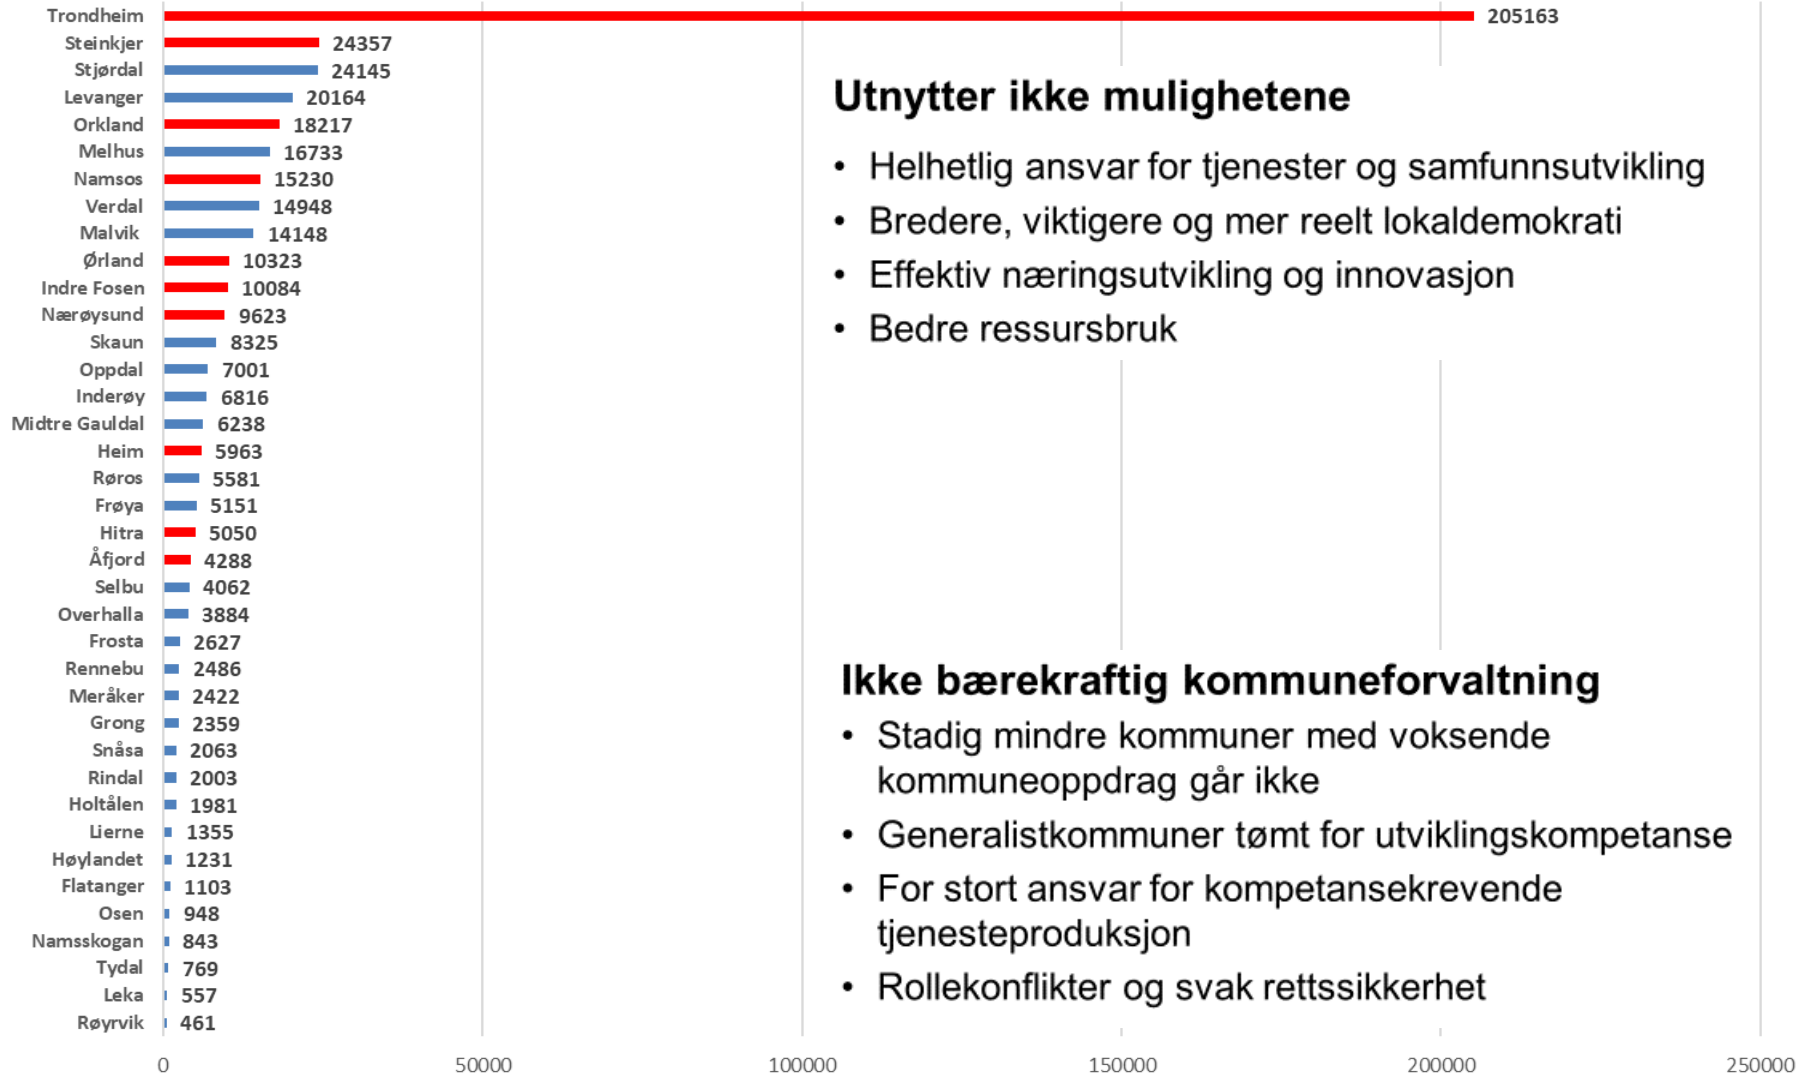 Trondheim 205163
Steinkjer 24357
Stjørdal 24145
Levanger 20164
Orkland 18217
Melhus 16733
Namsos 15230
Verdal 14948
Malvik 14148
Ørland 10323
Indre Fosen 10084
Nærøysund 9623
Skaun 8325
Oppdal 7001
Inderøy 6816
Midtre Gauldal 6238
Heim 5963
Røros 5581
Frøya 5151
Hitra 5050
Åfjord 4288
Selbu 4062
Overhalla 3884
Frosta 2627
Rennebu 2486
Meråker 2422
Grong 2359
Snåsa 2063
Rindal 2003
Holtålen 1981
Lierne 1355
Høylandet 1231
Flatanger 1103
Osen 948
Namsskogan 843
Tydal 769
Leka 557
Røyrvik 461
0 50000 100000 150000 200000 250000
Utnytter ikke mulighetene
• Helhetlig ansvar for tjenester og samfunnsutvikling
• Bredere, viktigere og mer reelt lokaldemokrati
• Effektiv næringsutvikling og innovasjon
• Bedre ressursbruk
Ikke bærekraftig kommuneforvaltning
• Stadig mindre kommuner med voksende
kommuneoppdrag går ikke
• Generalistkommuner tømt for utviklingskompetanse
• For stort ansvar for kompetansekrevende
tjenesteproduksjon
• Rollekonflikter og svak rettssikkerhet